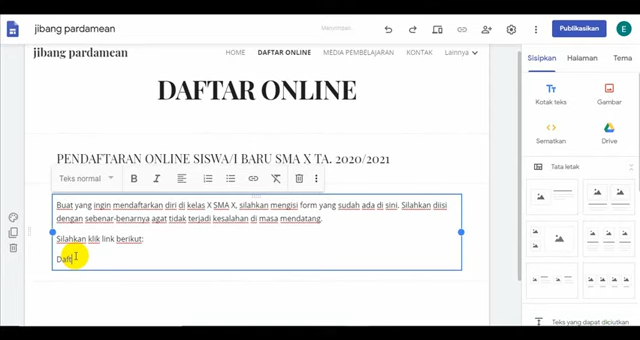 jibang pardamean
Menyimpan...
Publikasikan
E
jibang pardamean
HOME
DAFTAR ONLINE
MEDIA PEMBELAJARAN
KONTAK
Lainnya
DAFTAR ONLINE
PENDAFTARAN ONLINE SISWA/I BARU SMA X TA. 2020/2021
Teks normal
B
I
Buat yang ingin mendaftarkan diri di kelas X SMA X, silahkan mengisi form yang sudah ada di sini. Silahkan diisi
dengan sebenar-benarnya agat tidak terjadi kesalahan di masa mendatang.
Silahkan klik link berikut:
Daft
Sisipkan
Halaman
Tema
Tt
Kotak teks
Gambar
Sematkan
Drive
Tata letak
Teks yang dapat diciutkan